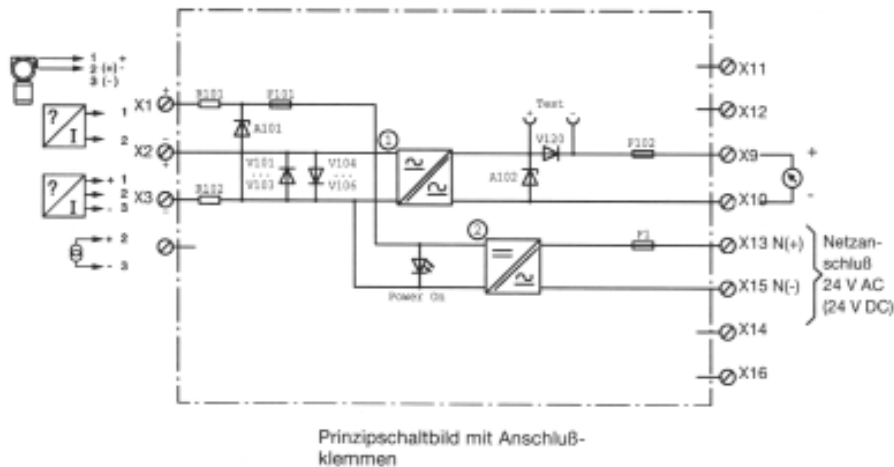 1 +
2 (+) -
3 (-)
X11
X12
Test
+ -
+
R101
F101
1
X1
A101
V120
F102
2
-
X2
+
1
V101
...
V103
V104
...
V106
A102
X9
+
+ 1
2
- 3
R102
X3
-
X10
-
2
F1
X13 N(+)
Netzan-
schluß
24 V AC
(24 V DC)
+ 2
- 3
Power On
X15 N(-)
X14
X16
? I
? I
Prinzipschaltbild mit Anschluß-
klemmen